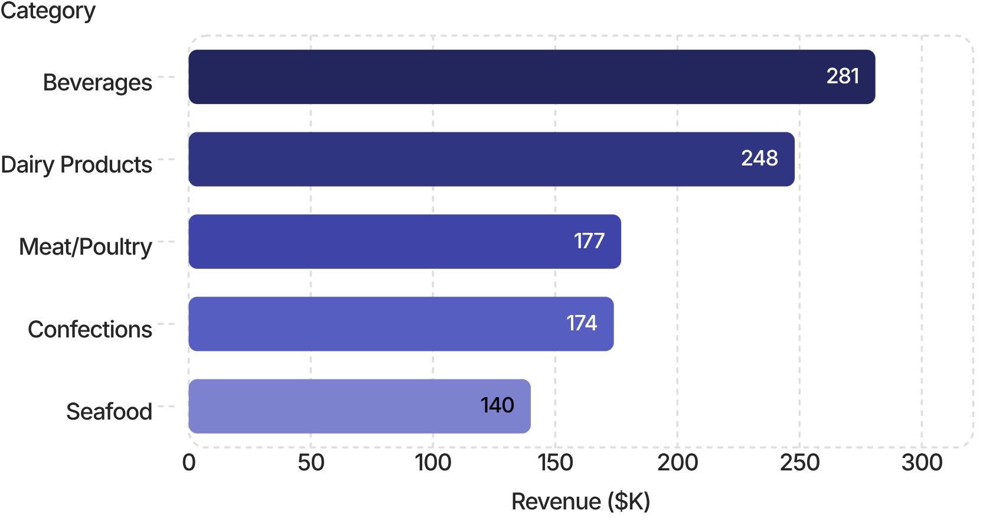 Category
Beverages
281
Dairy Products
248
Meat/Poultry
177
Confections
174
Seafood
140
0 50 100 150 200 250 300
Revenue ($K)